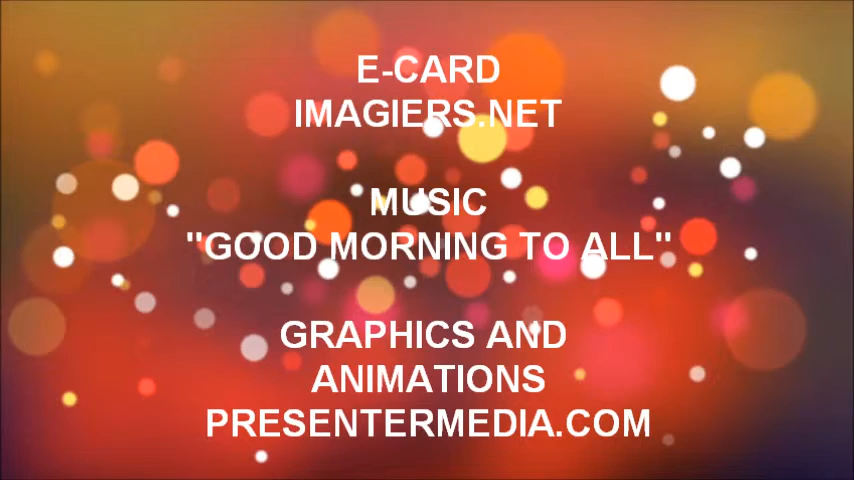 E-CARD
IMAGIERS.NET
MUSIC
"GOOD MORNING TO ALL"
GRAPHICS AND
ANIMATIONS
PRESENTERMEDIA.COM